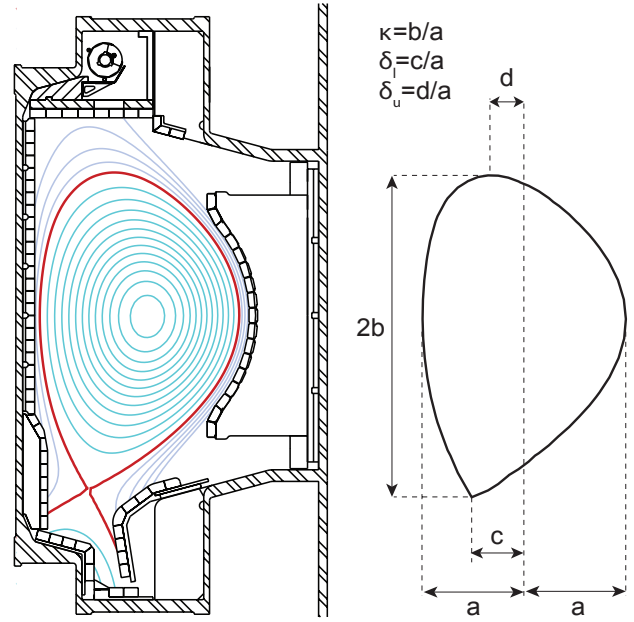 κ=b/a
δl=c/a
δu=d/a
d
2b
c
a
a